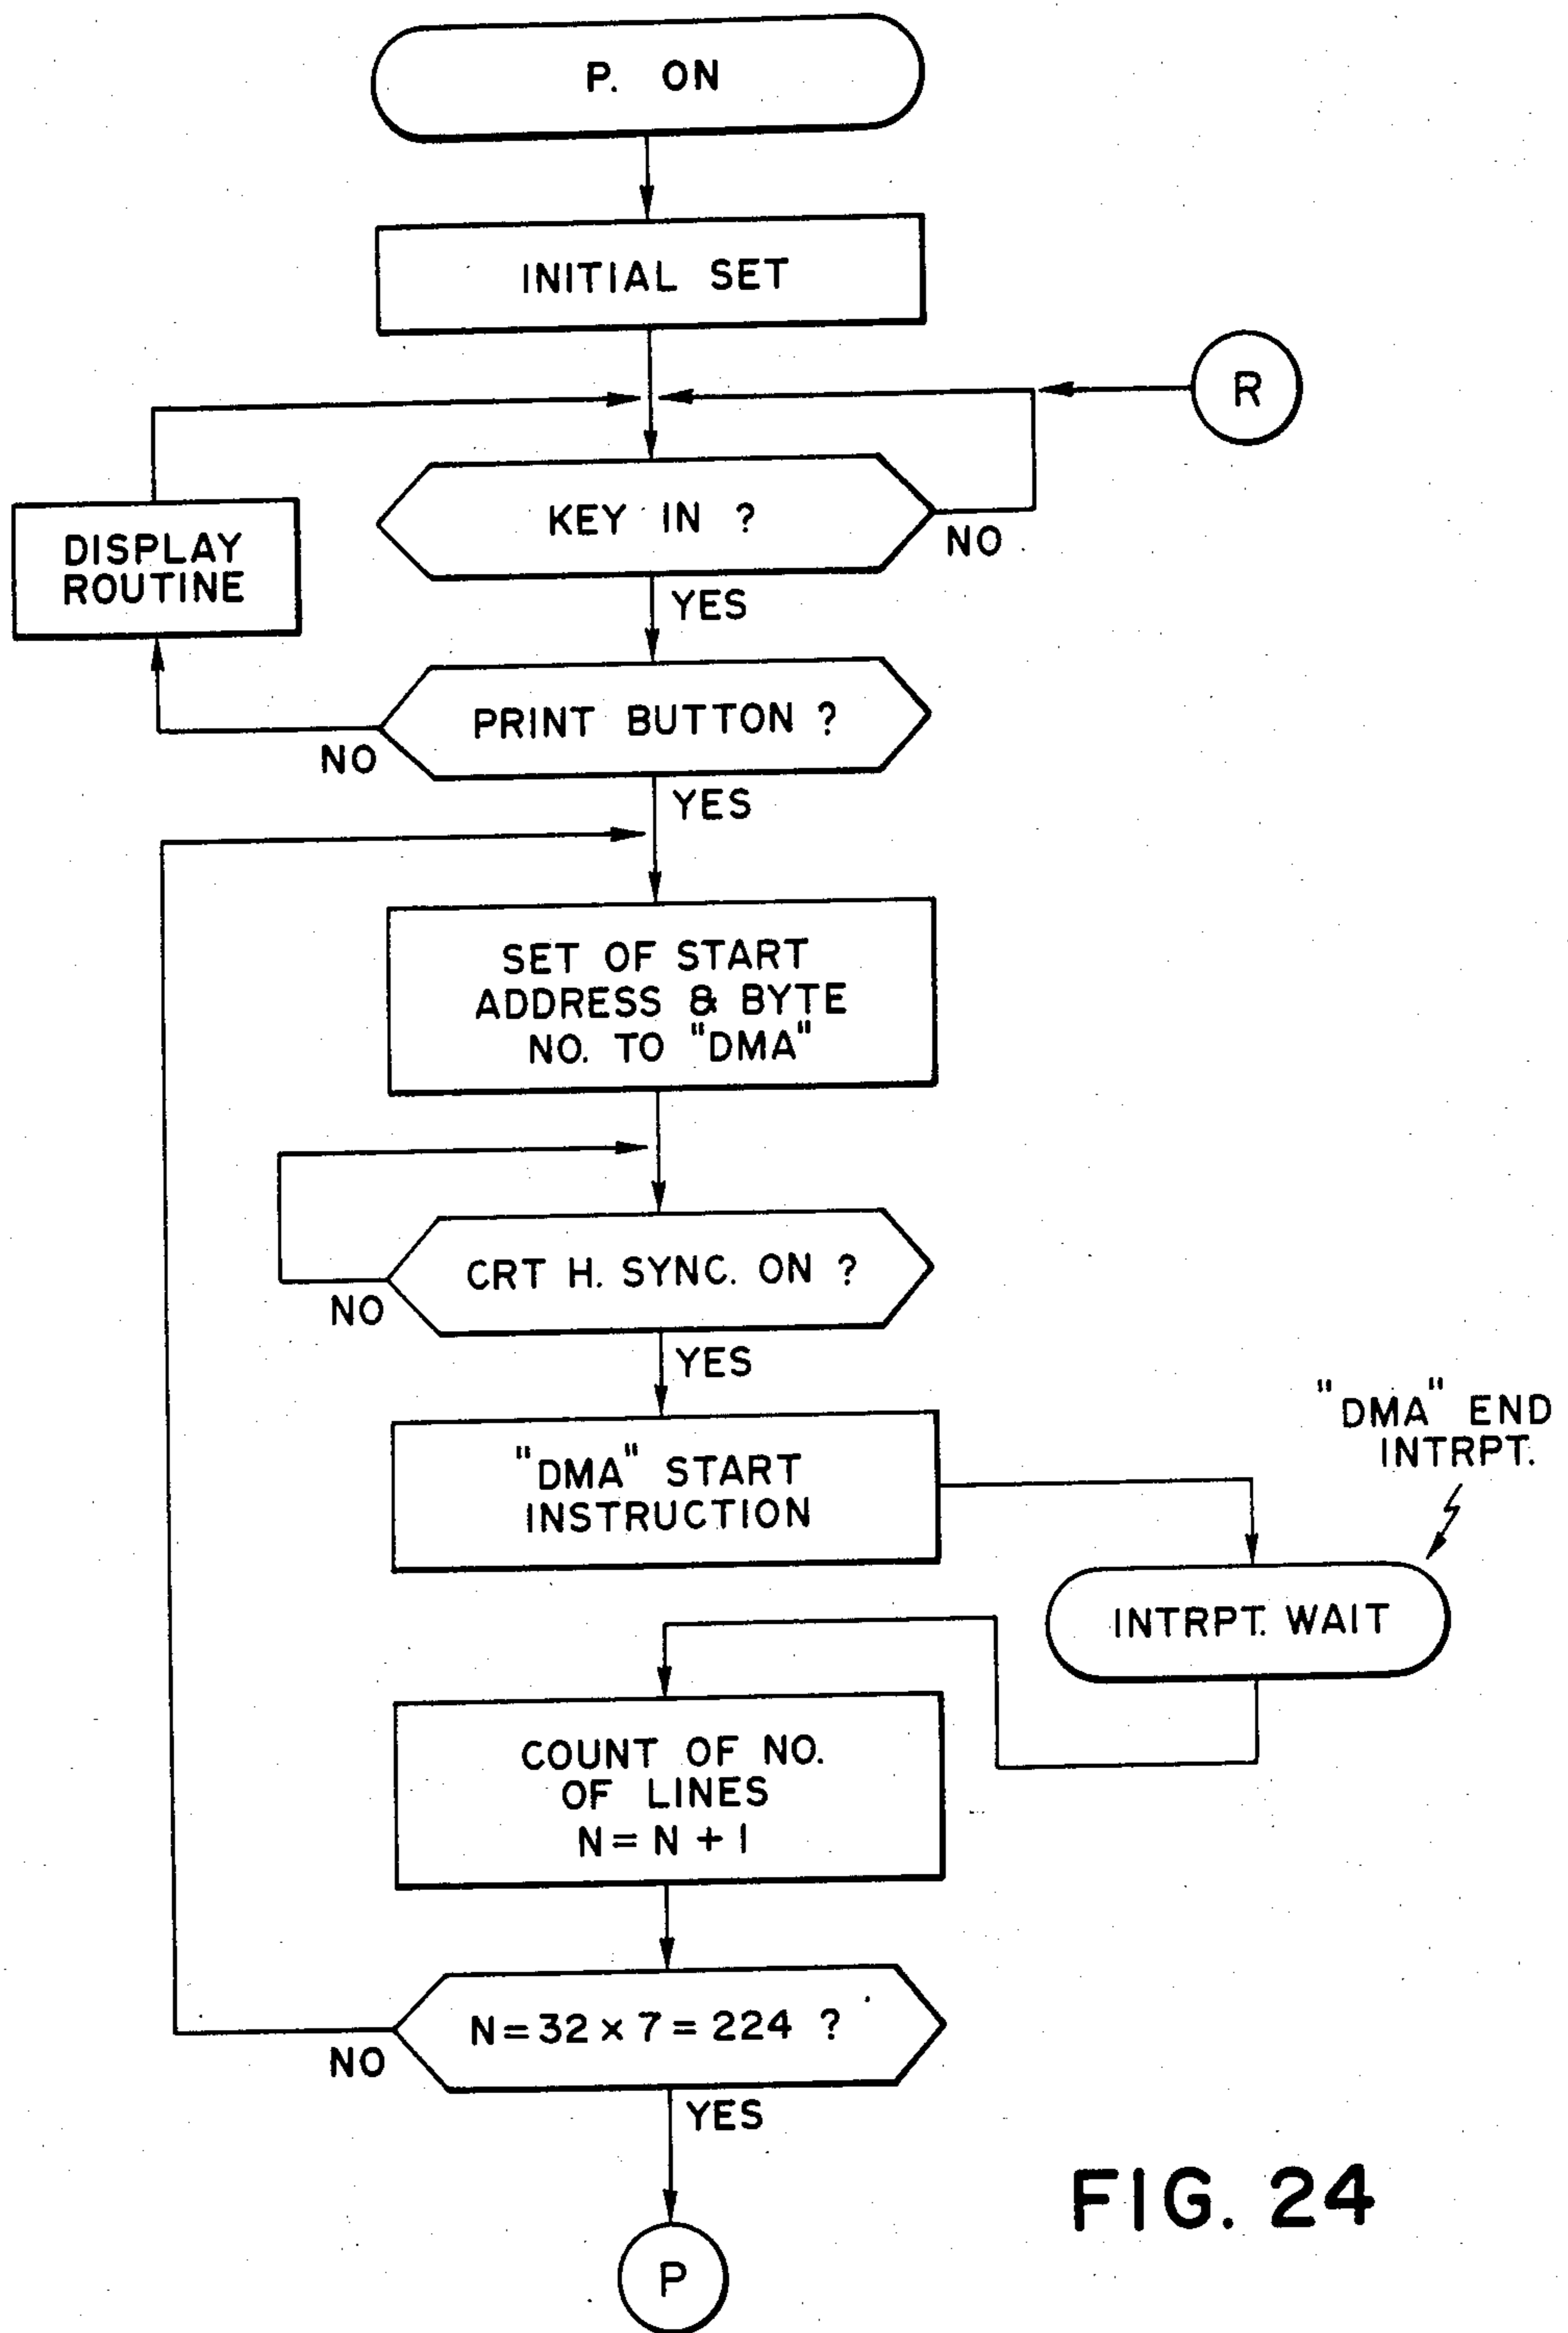 P. ON
INITIAL SET
R
KEY IN ?
NO
DISPLAY
ROUTINE
YES
PRINT BUTTON ?
NO
YES
SET OF START
ADDRESS & BYTE
NO. TO "DMA"
CRT H. SYNC. ON ?
NO
YES
"DMA" START
INSTRUCTION
"DMA" END
INTRPT.
INTRPT. WAIT
COUNT OF NO.
OF LINES
N = N + 1
N = 32 x 7 = 224 ?
NO
YES
P
FIG. 24